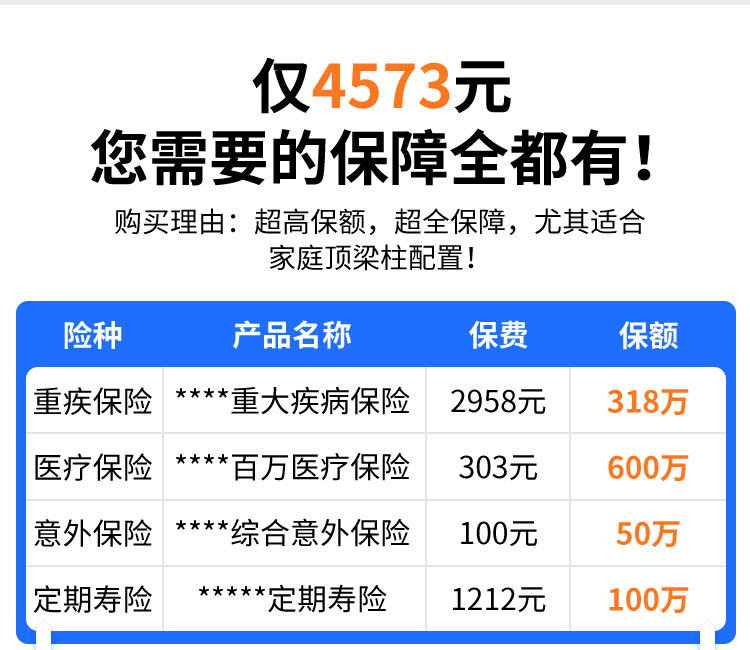 仅4573元
您需要的保障全都有！
购买理由：超高保额，超全保障，尤其适合
家庭顶梁柱配置！
险种 产品名称 保费 保额
重疾保险 ****重大疾病保险 2958元 318万
医疗保险 ****百万医疗保险 303元 600万
意外保险 ****综合意外保险 100元 50万
定期寿险 *****定期寿险 1212元 100万